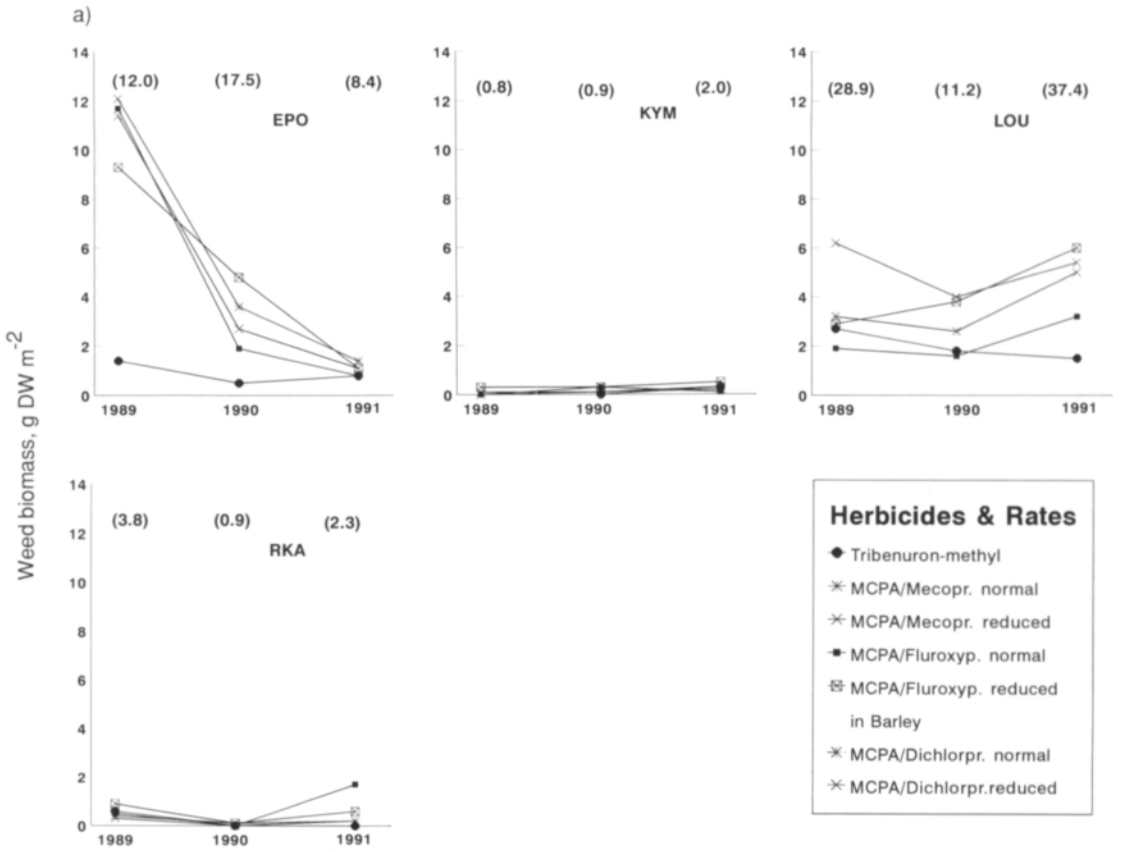 a)
Weed biomass, g DW m-2
14
12
10
8
6
4
2
0
(12.0) (17.5) (8.4)
EPO
1989 1990 1991
14
12
10
8
6
4
2
0
(0.8) (0.9) (2.0)
KYM
1989 1990 1991
14
12
10
8
6
4
2
0
(28.9) (11.2) (37.4)
LOU
1989 1990 1991
14
12
10
8
6
4
2
0
(3.8) (0.9) (2.3)
RKA
1989 1990 1991
Herbicides & Rates
Tribenuron-methyl
MCPA/Mecopr. normal
MCPA/Mecopr. reduced
MCPA/Fluroxyp. normal
MCPA/Fluroxyp. reduced
in Barley
MCPA/Dichlorpr. normal
MCPA/Dichlorpr.reduced